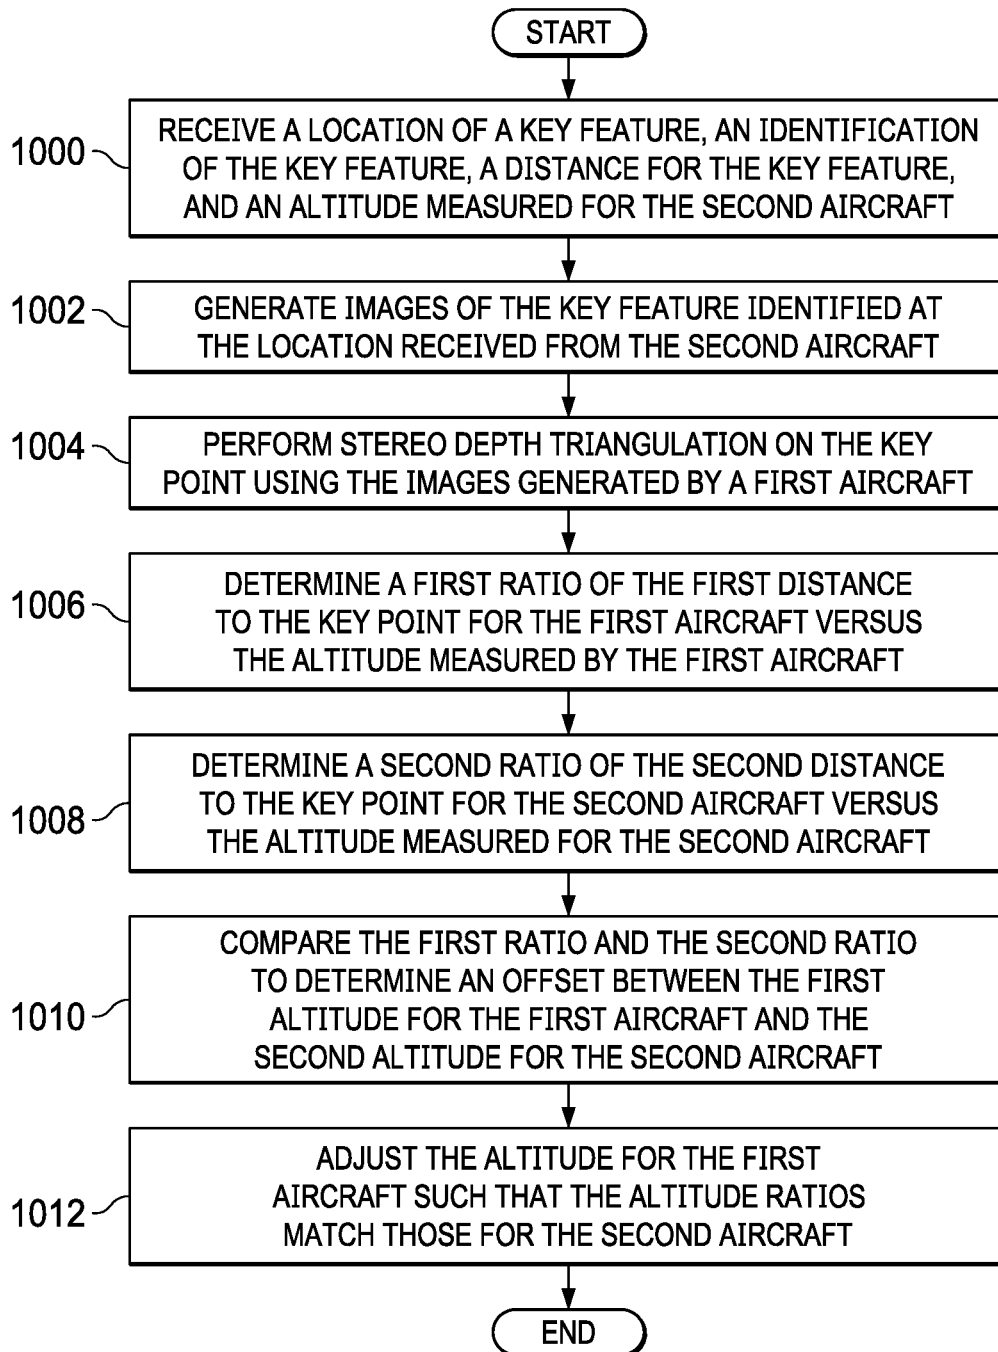 START
1000
RECEIVE A LOCATION OF A KEY FEATURE, AN IDENTIFICATION
OF THE KEY FEATURE, A DISTANCE FOR THE KEY FEATURE,
AND AN ALTITUDE MEASURED FOR THE SECOND AIRCRAFT
1002
GENERATE IMAGES OF THE KEY FEATURE IDENTIFIED AT
THE LOCATION RECEIVED FROM THE SECOND AIRCRAFT
1004
PERFORM STEREO DEPTH TRIANGULATION ON THE KEY
POINT USING THE IMAGES GENERATED BY A FIRST AIRCRAFT
1006
DETERMINE A FIRST RATIO OF THE FIRST DISTANCE
TO THE KEY POINT FOR THE FIRST AIRCRAFT VERSUS
THE ALTITUDE MEASURED BY THE FIRST AIRCRAFT
1008
DETERMINE A SECOND RATIO OF THE SECOND DISTANCE
TO THE KEY POINT FOR THE SECOND AIRCRAFT VERSUS
THE ALTITUDE MEASURED FOR THE SECOND AIRCRAFT
1010
COMPARE THE FIRST RATIO AND THE SECOND RATIO
TO DETERMINE AN OFFSET BETWEEN THE FIRST
ALTITUDE FOR THE FIRST AIRCRAFT AND THE
SECOND ALTITUDE FOR THE SECOND AIRCRAFT
1012
ADJUST THE ALTITUDE FOR THE FIRST
AIRCRAFT SUCH THAT THE ALTITUDE RATIOS
MATCH THOSE FOR THE SECOND AIRCRAFT
END